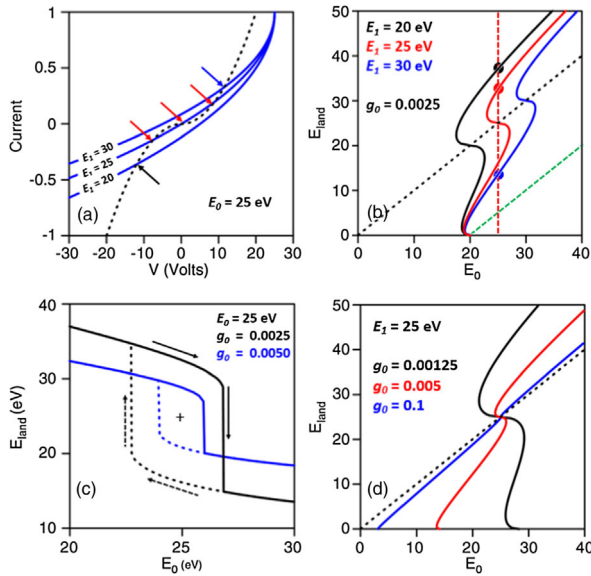 1
0.5
0
-0.5
-1
Current
E1 = 30
E1 = 25
E1 = 20
(a)
E0 = 25 eV
-30 -20 -10 0 10 20 30
V (Volts)
50
40
30
20
10
0
Eland
E1 = 20 eV
E1 = 25 eV
E1 = 30 eV
g0 = 0.0025
(b)
0 10 20 30 40
E0
40
30
20
10
Eland (eV)
E0 = 25 eV
g0 = 0.0025
g0 = 0.0050
+
(c)
20 22 24 26 28 30
E0 (eV)
50
40
30
20
10
0
Eland
E1 = 25 eV
g0 = 0.00125
g0 = 0.005
g0 = 0.1
(d)
0 10 20 30 40
E0